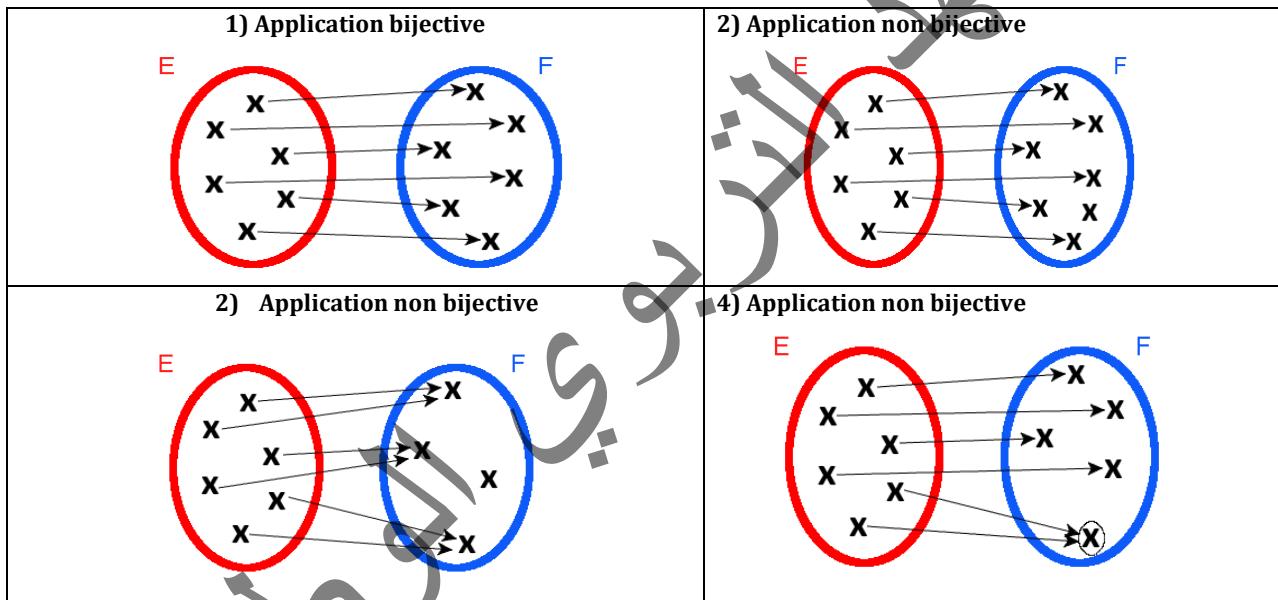 1) Application bijective
E
F
X
X
X
X
X
X
X
X
X
X
X
X
2) Application non bijective
E
F
X
X
X
X
X
X
X
X
X
X
X
X
X
2) Application non bijective
E
F
X
X
X
X
X
X
X
X
X
X
4) Application non bijective
E
F
X
X
X
X
X
X
X
X
X
X
X